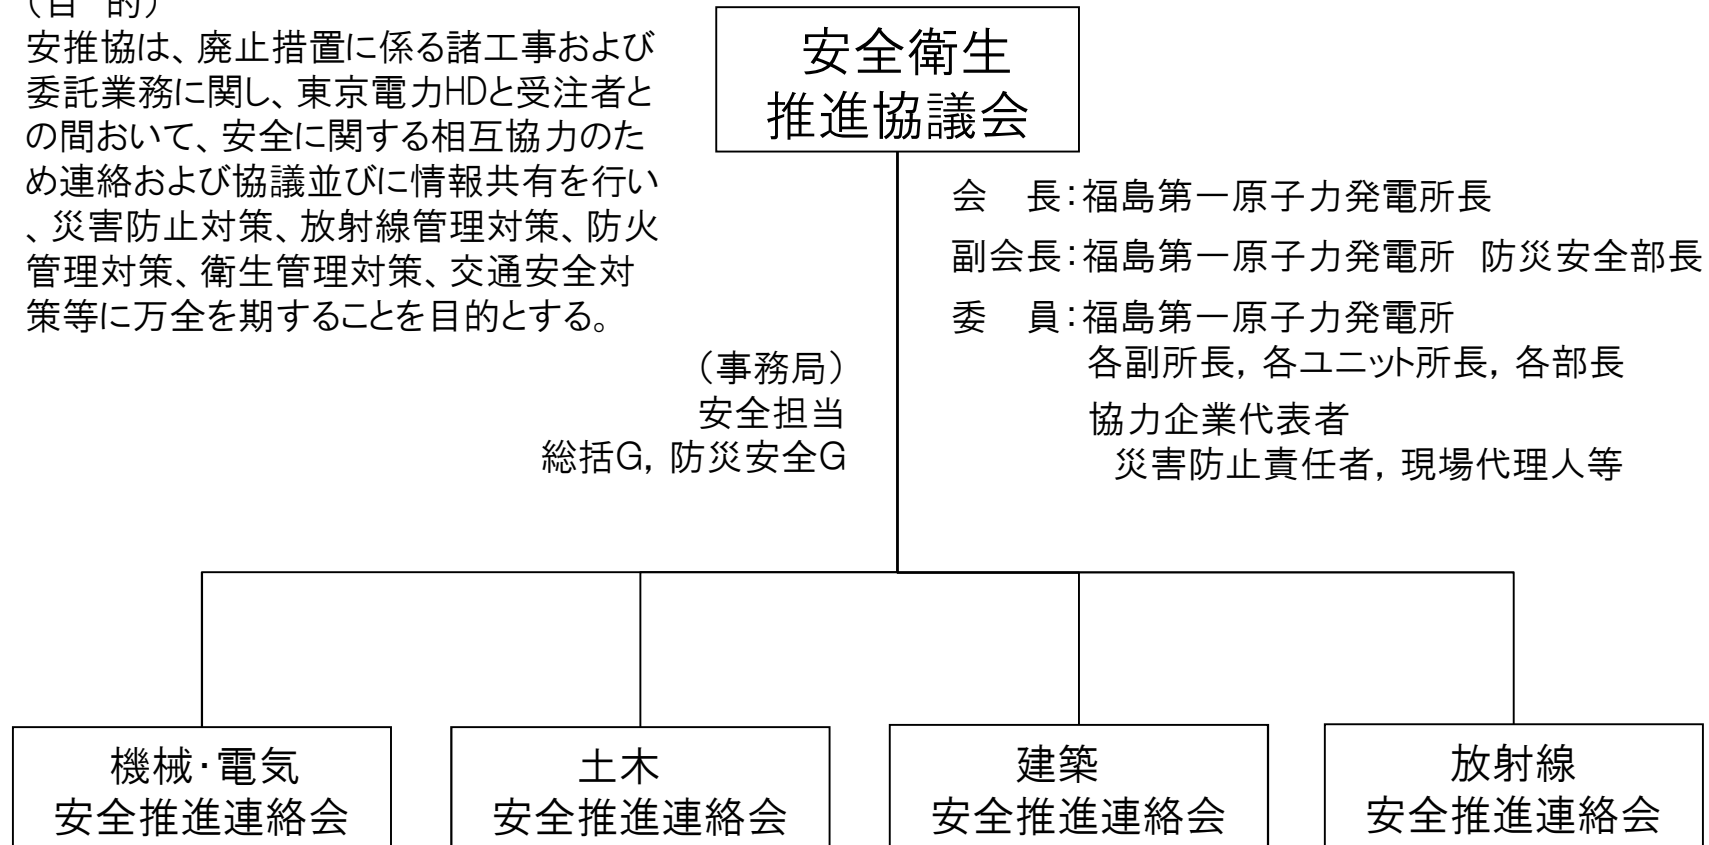 （目　的）
安推協は、廃止措置に係る諸工事および
委託業務に関し、東京電力HDと受注者と
の間おいて、安全に関する相互協力のた
め連絡および協議並びに情報共有を行い
、災害防止対策、放射線管理対策、防火
管理対策、衛生管理対策、交通安全対
策等に万全を期することを目的とする。
安全衛生
推進協議会
会　長：福島第一原子力発電所長
副会長：福島第一原子力発電所　防災安全部長
委　員：福島第一原子力発電所
各副所長，各ユニット所長，各部長
協力企業代表者
災害防止責任者，現場代理人等
（事務局）
安全担当
総括G，防災安全G
機械・電気
安全推進連絡会
土木
安全推進連絡会
建築
安全推進連絡会
放射線
安全推進連絡会